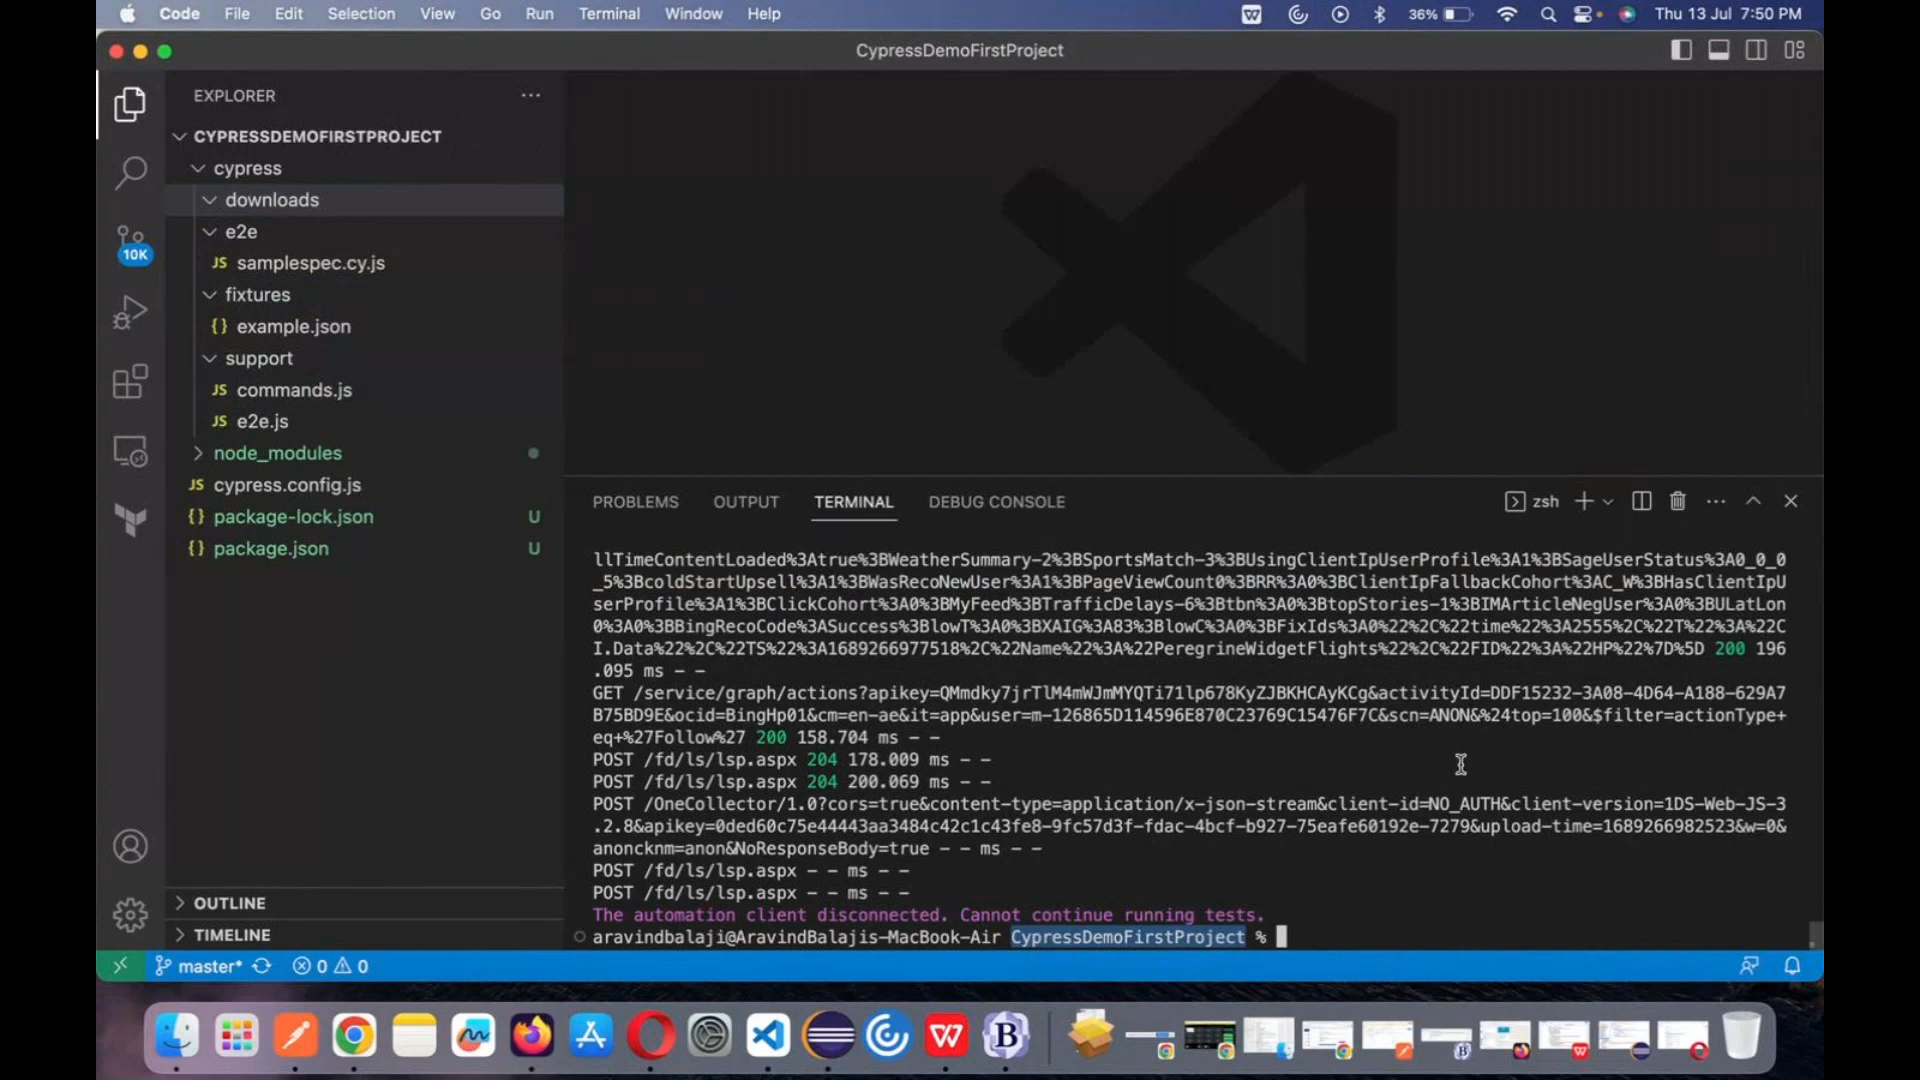 Code File Edit Selection View Go Run Terminal Window Help
36% Thu 13 Jul 7:50 PM
CypressDemoFirstProject
EXPLORER
CYPRESSDEMOFIRSTPROJECT
cypress
downloads
e2e
10K
JS samplespec.cy.js
fixtures
{} example.json
support
JS commands.js
JS e2e.js
node_modules
JS cypress.config.js
{} package-lock.json U
{} package.json U
OUTLINE
TIMELINE
PROBLEMS OUTPUT TERMINAL DEBUG CONSOLE
zsh
llTimeContentLoaded%3Atrue%3BWeatherSummary-2%3BSportsMatch-3%3BUsingClientIpUserProfile%3A1%3BSageUserStatus%3A0_0_0
_5%3BcoldStartUpsell%3A1%3BWasRecoNewUser%3A1%3BPageViewCount0%3BRR%3A0%3BClientIpFallbackCohort%3AC_W%3BHasClientIpU
serProfile%3A1%3BClickCohort%3A0%3BMyFeed%3BTrafficDelays-6%3Btbn%3A0%3BtopStories-1%3BIMArticleNegUser%3A0%3BULatLon
0%3A0%3BBingRecoCode%3ASuccess%3BlowT%3A0%3BXAIG%3A83%3BlowC%3A0%3BFixIds%3A0%22%2C%22time%22%3A2555%2C%22T%22%3A%22C
I.Data%22%2C%22TS%22%3A1689266977518%2C%22Name%22%3A%22PeregrineWidgetFlights%22%2C%22FID%22%3A%22HP%22%7D%5D 200 196
.095 ms - -
GET /service/graph/actions?apikey=QMmdky7jrTlM4mWJmMYQTi71lp678KyZJBKHCAyKCg&activityId=DDF15232-3A08-4D64-A188-629A7
B75BD9E&ocid=BingHp01&cm=en-ae&it=app&user=m-126865D114596E870C23769C15476F7C&scn=ANON&%24top=100&$filter=actionType+
eq+%27Follow%27 200 158.704 ms - -
POST /fd/ls/lsp.aspx 204 178.009 ms - -
POST /fd/ls/lsp.aspx 204 200.069 ms - -
POST /OneCollector/1.0?cors=true&content-type=application/x-json-stream&client-id=NO_AUTH&client-version=1DS-Web-JS-3
.2.8&apikey=0ded60c75e44443aa3484c42c1c43fe8-9fc57d3f-fdac-4bcf-b927-75eafe60192e-7279&upload-time=1689266982523&w=0&
anoncknm=anon&NoResponseBody=true - - ms - -
POST /fd/ls/lsp.aspx - - ms - -
POST /fd/ls/lsp.aspx - - ms - -
The automation client disconnected. Cannot continue running tests.
aravindbalaji@AravindBalajis-MacBook-Air CypressDemoFirstProject %
master* 0 0